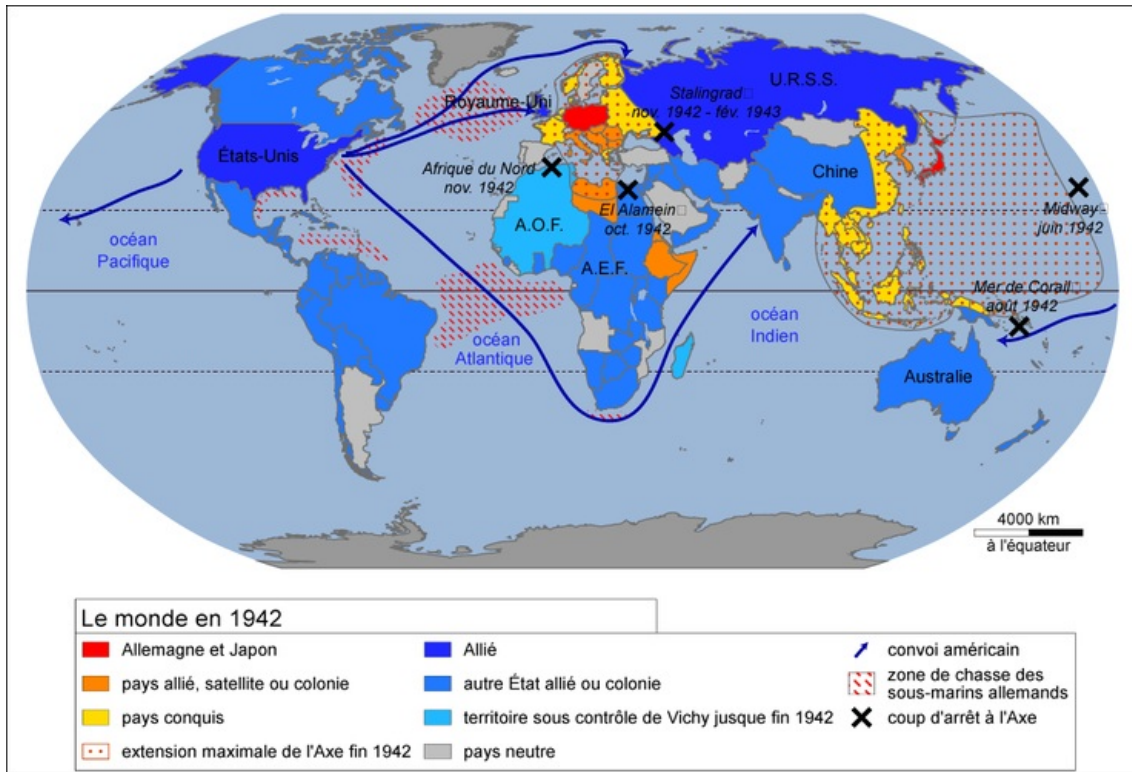 U.R.S.S.
Stalingrad
nov. 1942 - fév. 1943
Royaume-Uni
États-Unis
Afrique du Nord
nov. 1942
Chine
El Alamein
oct. 1942
Midway
juin 1942
A.O.F.
océan
Pacifique
A.E.F.
Mer de Corail
août 1942
océan
Indien
océan
Atlantique
Australie
4000 km
à l'équateur
Le monde en 1942
Allemagne et Japon
pays allié, satellite ou colonie
pays conquis
extension maximale de l'Axe fin 1942
Allié
autre État allié ou colonie
territoire sous contrôle de Vichy jusque fin 1942
pays neutre
convoi américain
zone de chasse des
sous-marins allemands
coup d'arrêt à l'Axe